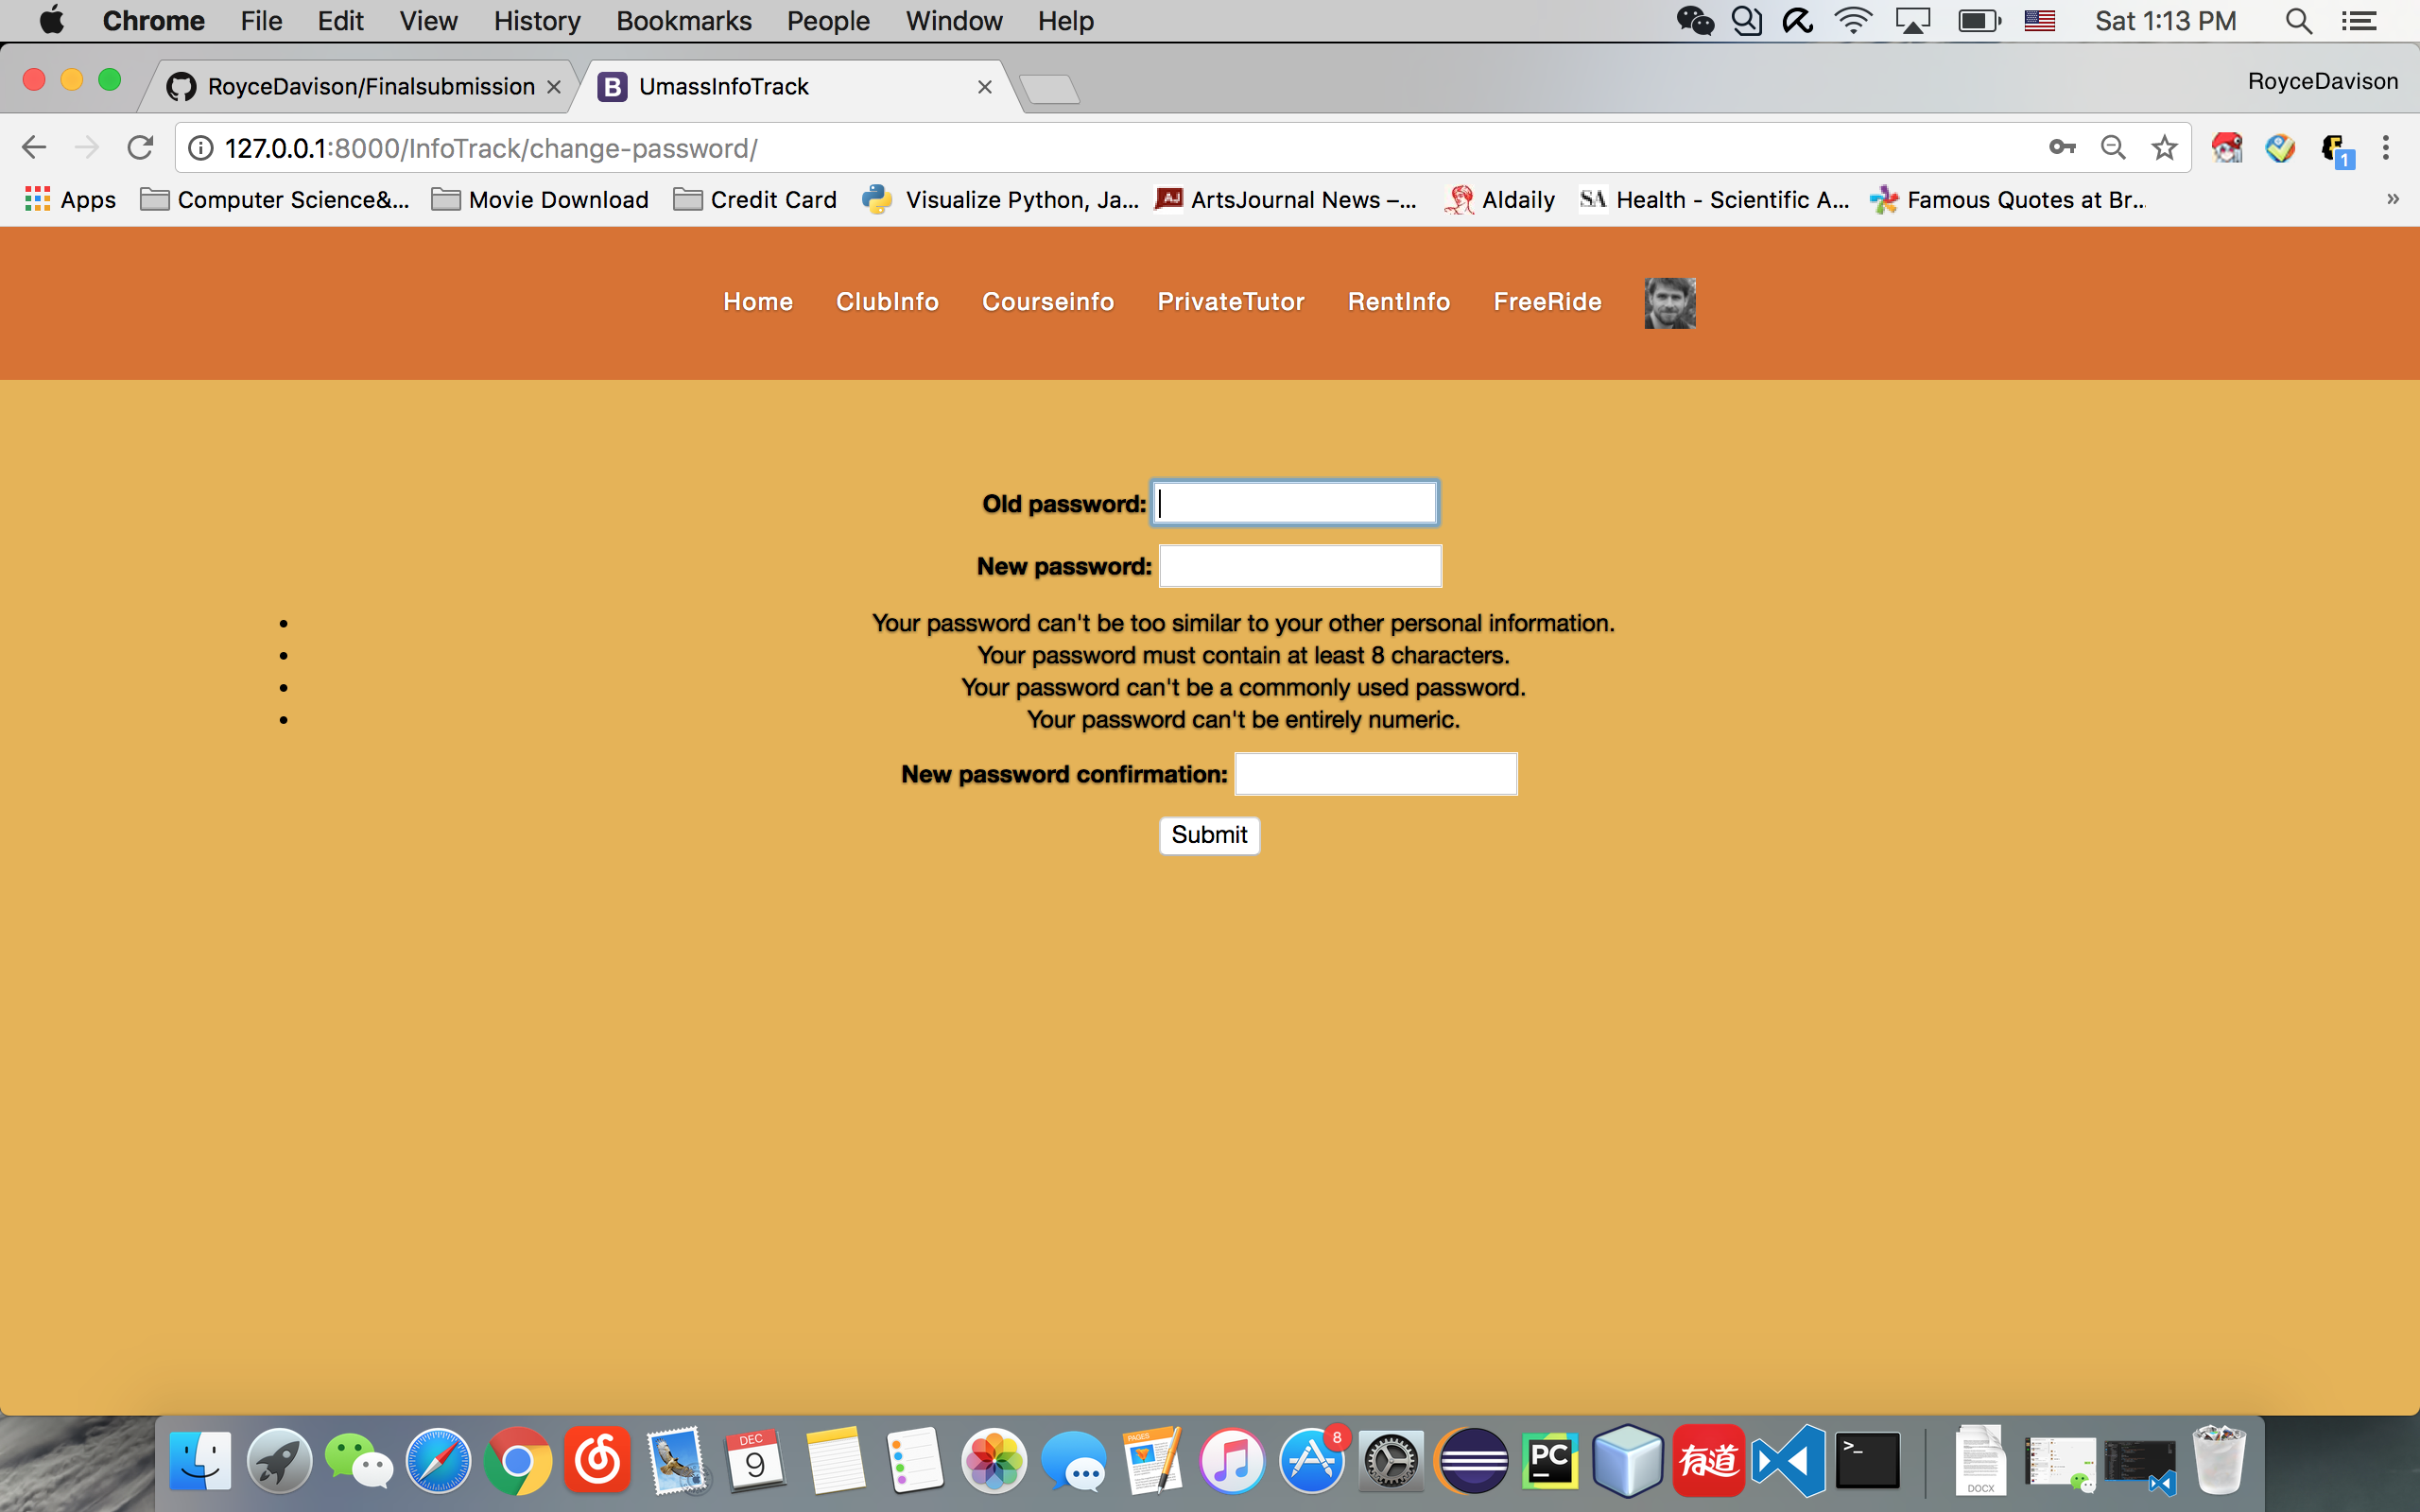 Chrome File Edit View History Bookmarks People Window Help Sat 1:13 PM
RoyceDavison/Finalsubmission UmassInfoTrack RoyceDavison
127.0.0.1:8000/InfoTrack/change-password/
1
Apps Computer Science&... Movie Download Credit Card Visualize Python, Ja... AJ ArtsJournal News –... Aldaily SA Health - Scientific A... Famous Quotes at Br... »
Home ClubInfo Courseinfo PrivateTutor RentInfo FreeRide
Old password:
New password:
Your password can't be too similar to your other personal information.
Your password must contain at least 8 characters.
Your password can't be a commonly used password.
Your password can't be entirely numeric.
New password confirmation:
Submit
DEC
9
PAGES
8
PC
有道
>_
DOCX